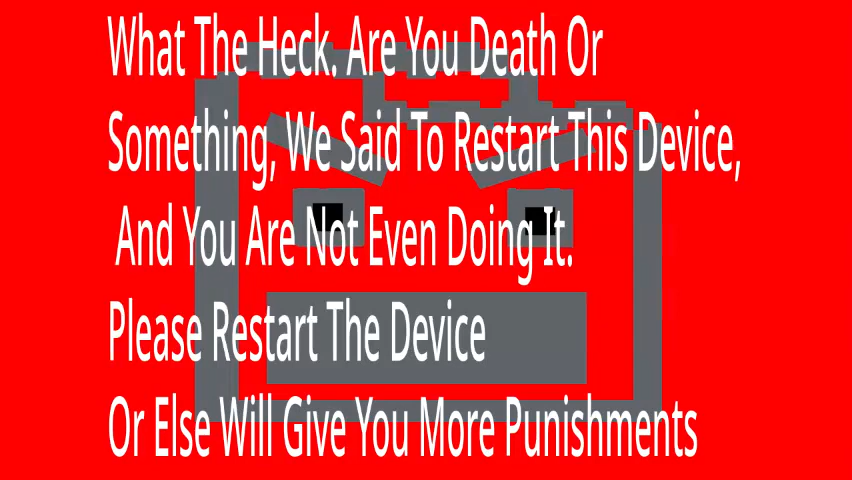 What The Heck. Are You Death Or
Something, We Said To Restart This Device,
And You Are Not Even Doing It.
Please Restart The Device
Or Else Will Give You More Punishments